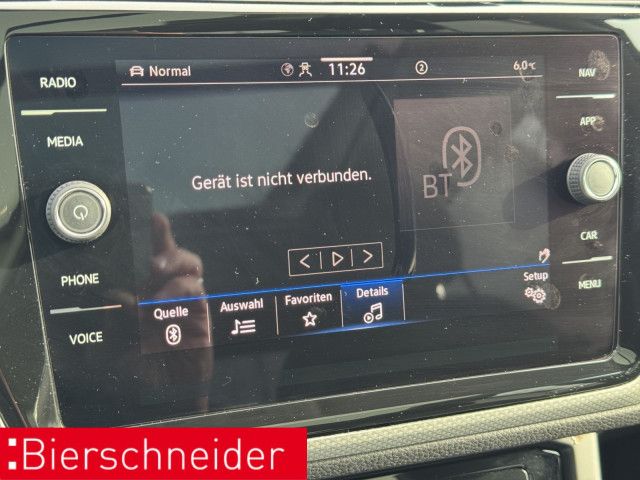 RADIO
MEDIA
PHONE
VOICE
Normal
11:26
2
6.0°C
Gerät ist nicht verbunden.
BT
Quelle
Auswahl
Favoriten
Details
Setup
NAV
APP
CAR
MENU
Bierschneider